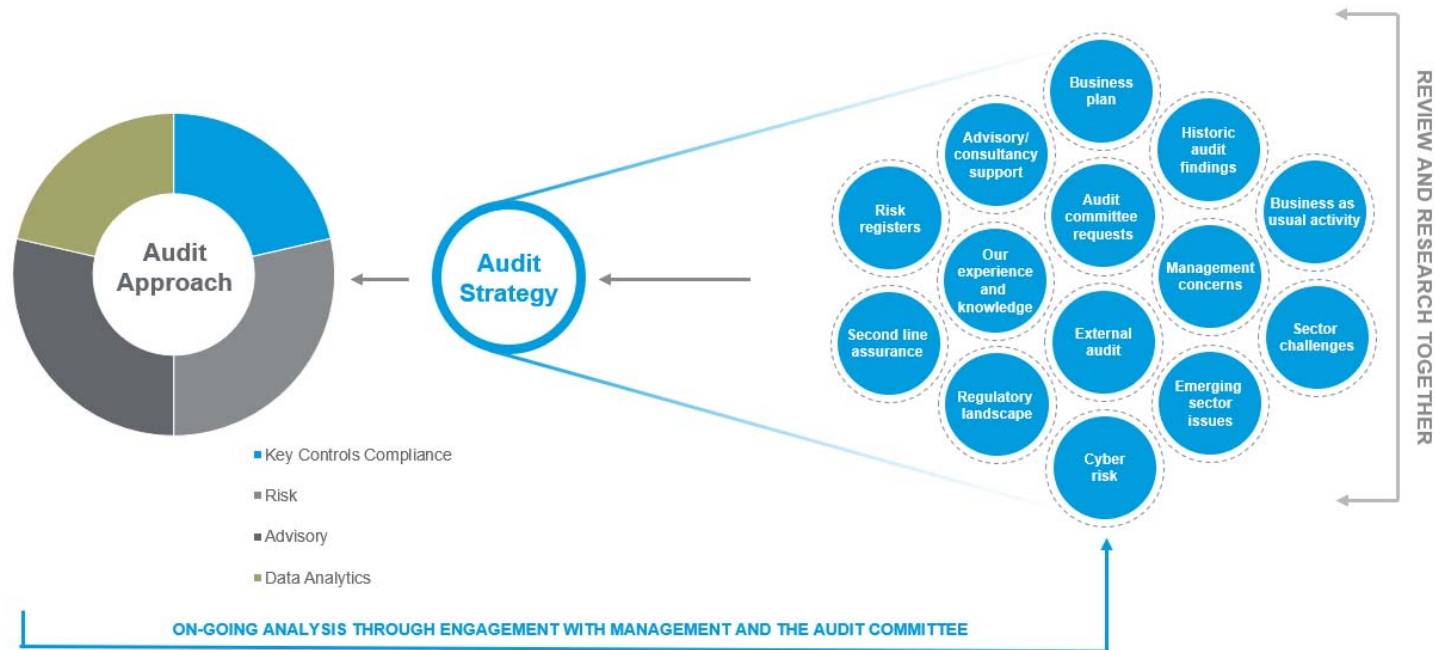 Audit
Approach
Key Controls Compliance
Risk
Advisory
Data Analytics
Audit
Strategy
Business
plan
Advisory/
consultancy
support
Historic
audit
findings
Risk
registers
Audit
committee
requests
Business as
usual activity
Our
experience
and
knowledge
Management
concerns
Second line
assurance
External
audit
Sector
challenges
Regulatory
landscape
Emerging
sector
issues
Cyber
risk
REVIEW AND RESEARCH TOGETHER
ON-GOING ANALYSIS THROUGH ENGAGEMENT WITH MANAGEMENT AND THE AUDIT COMMITTEE